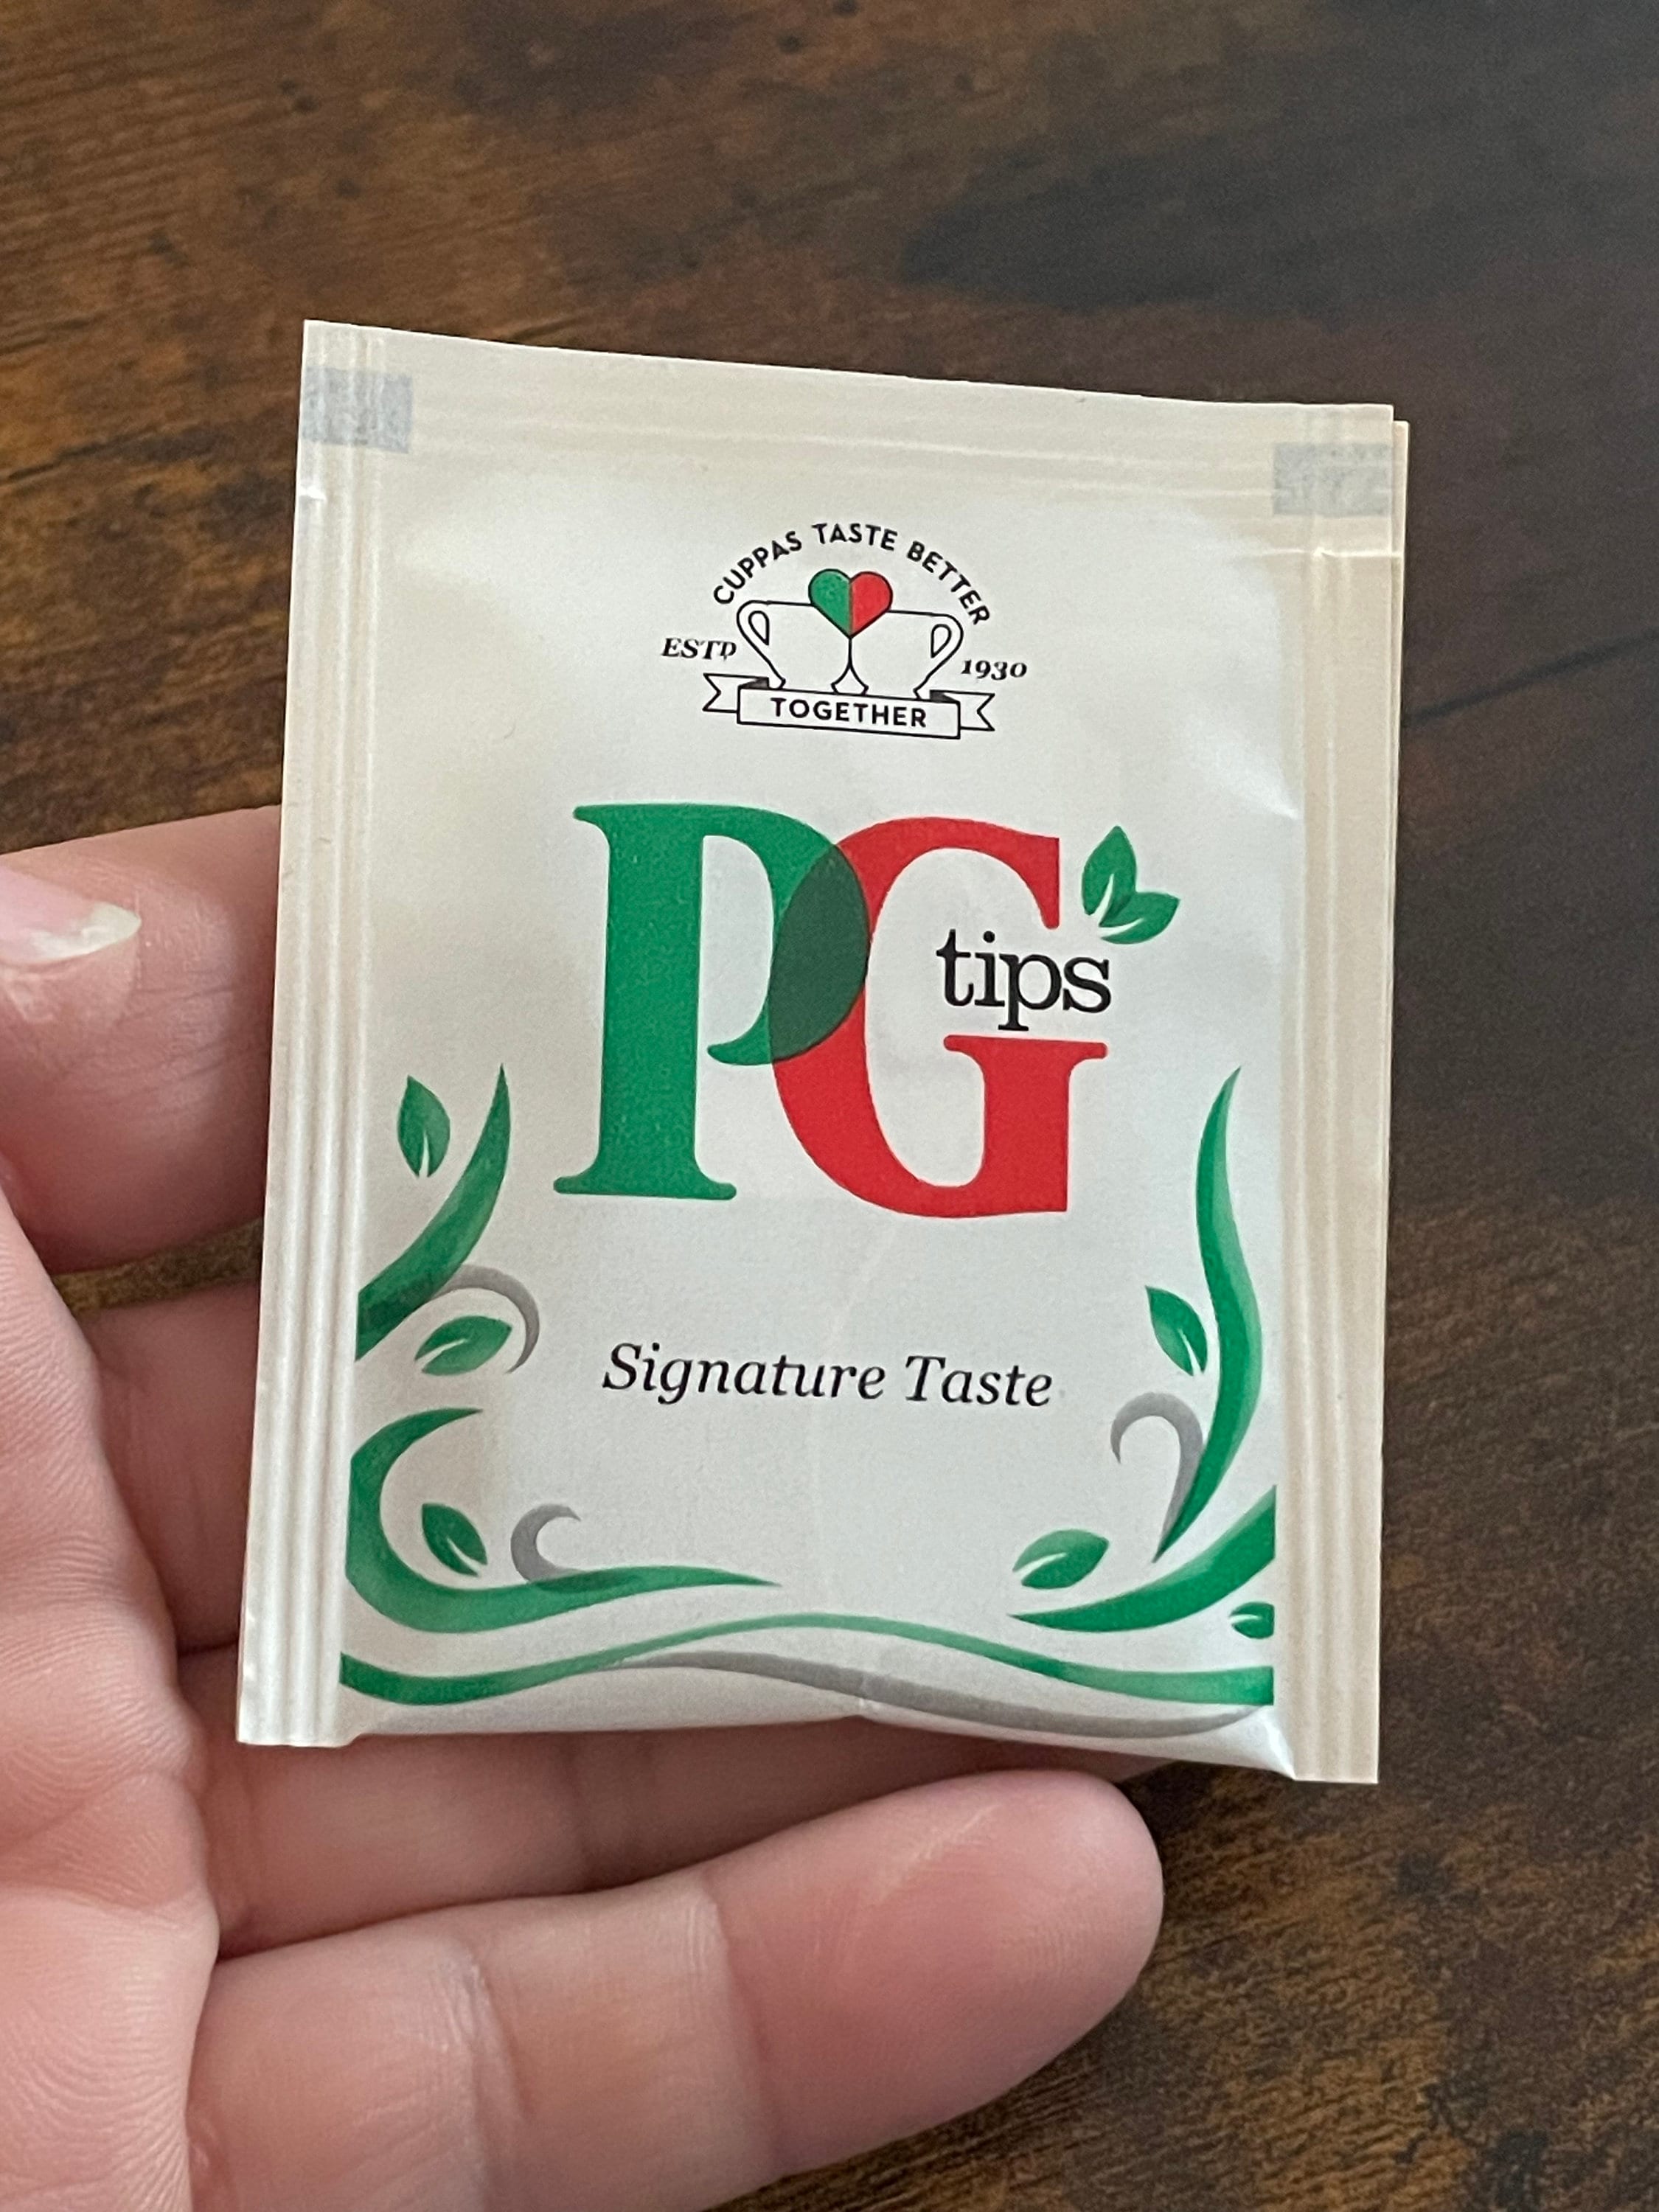 CUPPAS TASTE BETTER
ESTD 1930
TOGETHER
PG
tips
Signature Taste